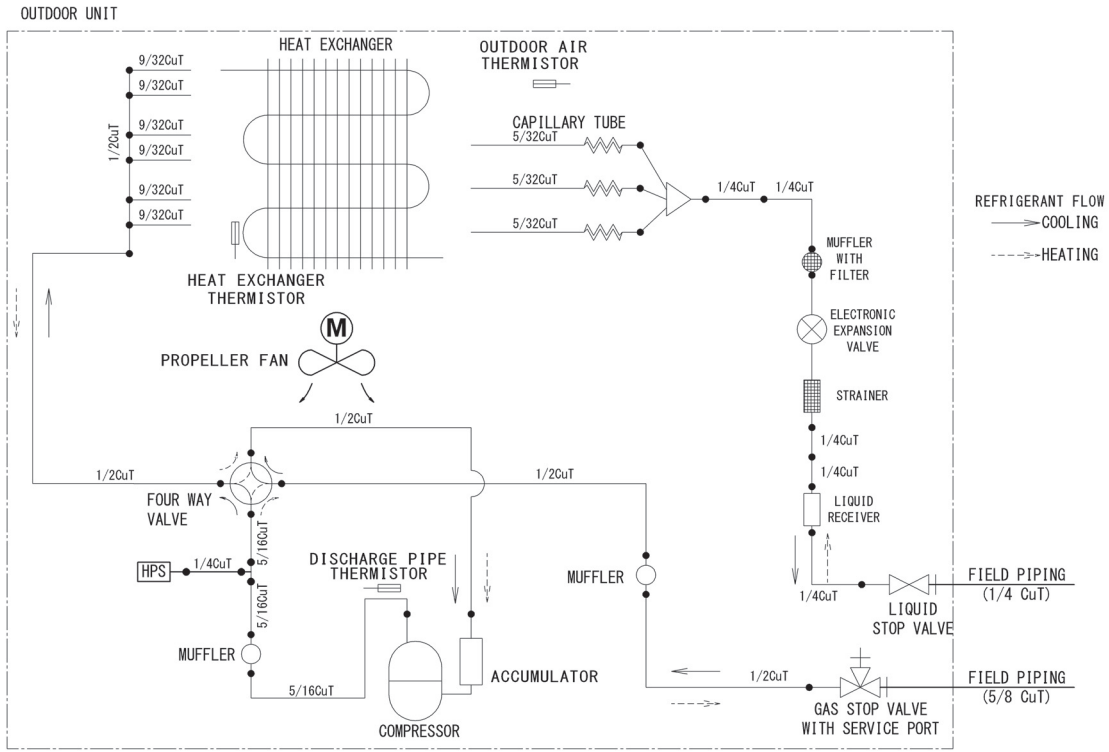 OUTDOOR UNIT
HEAT EXCHANGER
OUTDOOR AIR
THERMISTOR
9/32CuT
9/32CuT
9/32CuT
9/32CuT
9/32CuT
9/32CuT
1/2CuT
CAPILLARY TUBE
5/32CuT
5/32CuT
5/32CuT
1/4CuT
1/4CuT
REFRIGERANT FLOW
COOLING
HEATING
MUFFLER
WITH
FILTER
HEAT EXCHANGER
THERMISTOR
ELECTRONIC
EXPANSION
VALVE
M
PROPELLER FAN
STRAINER
1/2CuT
1/4CuT
1/4CuT
1/2CuT
1/2CuT
FOUR WAY
VALVE
LIQUID
RECEIVER
5/16CuT
HPS
1/4CuT
DISCHARGE PIPE
THERMISTOR
MUFFLER
5/16CuT
1/4CuT
FIELD PIPING
(1/4 CuT)
LIQUID
STOP VALVE
MUFFLER
ACCUMULATOR
5/16CuT
COMPRESSOR
1/2CuT
FIELD PIPING
(5/8 CuT)
GAS STOP VALVE
WITH SERVICE PORT